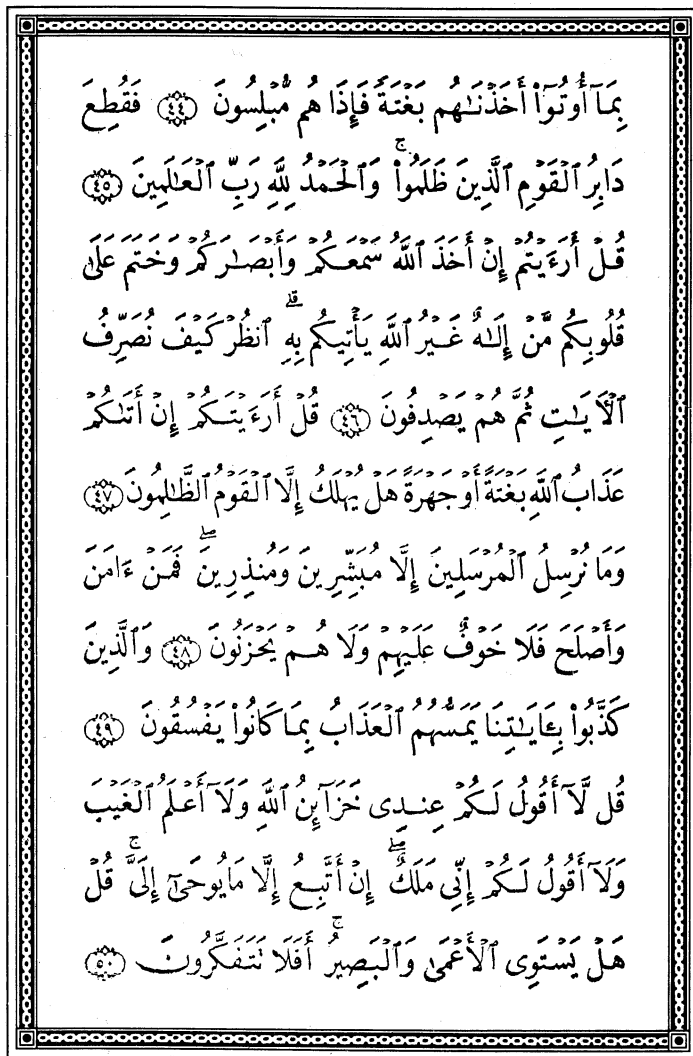 بِمَآ أُوتُوٓا۟ أَخَذْنَـٰهُم بَغْتَةً فَإِذَا هُم مُّبْلِسُونَ ﴿٤٤﴾ فَقُطِعَ
دَابِرُ ٱلْقَوْمِ ٱلَّذِينَ ظَلَمُوا۟ ۚ وَٱلْحَمْدُ لِلَّهِ رَبِّ ٱلْعَـٰلَمِينَ ﴿٤٥﴾
قُلْ أَرَءَيْتُمْ إِنْ أَخَذَ ٱللَّهُ سَمْعَكُمْ وَأَبْصَـٰرَكُمْ وَخَتَمَ عَلَىٰ
قُلُوبِكُم مَّنْ إِلَـٰهٌ غَيْرُ ٱللَّهِ يَأْتِيكُم بِهِ ۗ ٱنظُرْ كَيْفَ نُصَرِّفُ
ٱلْـَٔايَـٰتِ ثُمَّ هُمْ يَصْدِفُونَ ﴿٤٦﴾ قُلْ أَرَءَيْتَكُمْ إِنْ أَتَىٰكُمْ
عَذَابُ ٱللَّهِ بَغْتَةً أَوْ جَهْرَةً هَلْ يُهْلَكُ إِلَّا ٱلْقَوْمُ ٱلظَّـٰلِمُونَ ﴿٤٧﴾
وَمَا نُرْسِلُ ٱلْمُرْسَلِينَ إِلَّا مُبَشِّرِينَ وَمُنذِرِينَ ۖ فَمَنْ ءَامَنَ
وَأَصْلَحَ فَلَا خَوْفٌ عَلَيْهِمْ وَلَا هُمْ يَحْزَنُونَ ﴿٤٨﴾ وَٱلَّذِينَ
كَذَّبُوا۟ بِـَٔايَـٰتِنَا يَمَسُّهُمُ ٱلْعَذَابُ بِمَا كَانُوا۟ يَفْسُقُونَ ﴿٤٩﴾
قُل لَّآ أَقُولُ لَكُمْ عِندِى خَزَآئِنُ ٱللَّهِ وَلَآ أَعْلَمُ ٱلْغَيْبَ
وَلَآ أَقُولُ لَكُمْ إِنِّى مَلَكٌ ۖ إِنْ أَتَّبِعُ إِلَّا مَا يُوحَىٰٓ إِلَىَّ ۚ قُلْ
هَلْ يَسْتَوِى ٱلْأَعْمَىٰ وَٱلْبَصِيرُ ۚ أَفَلَا تَتَفَكَّرُونَ ﴿٥٠﴾